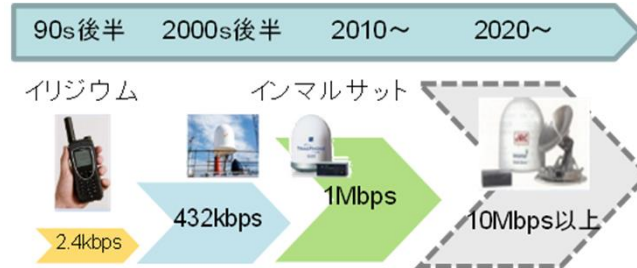 90s後半 2000s後半 2010～ 2020～
イリジウム インマルサット
2.4kbps
432kbps
1Mbps
10Mbps以上